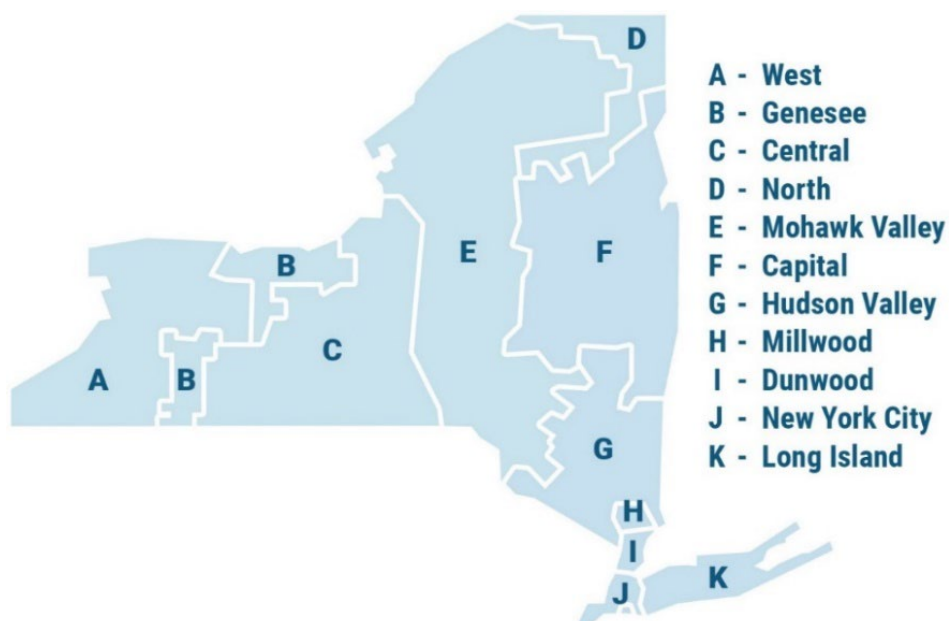 D
A - West
B - Genesee
C - Central
D - North
E - Mohawk Valley
F - Capital
G - Hudson Valley
H - Millwood
I - Dunwood
J - New York City
K - Long Island
B
E
F
C
A
B
G
H
I
K
J